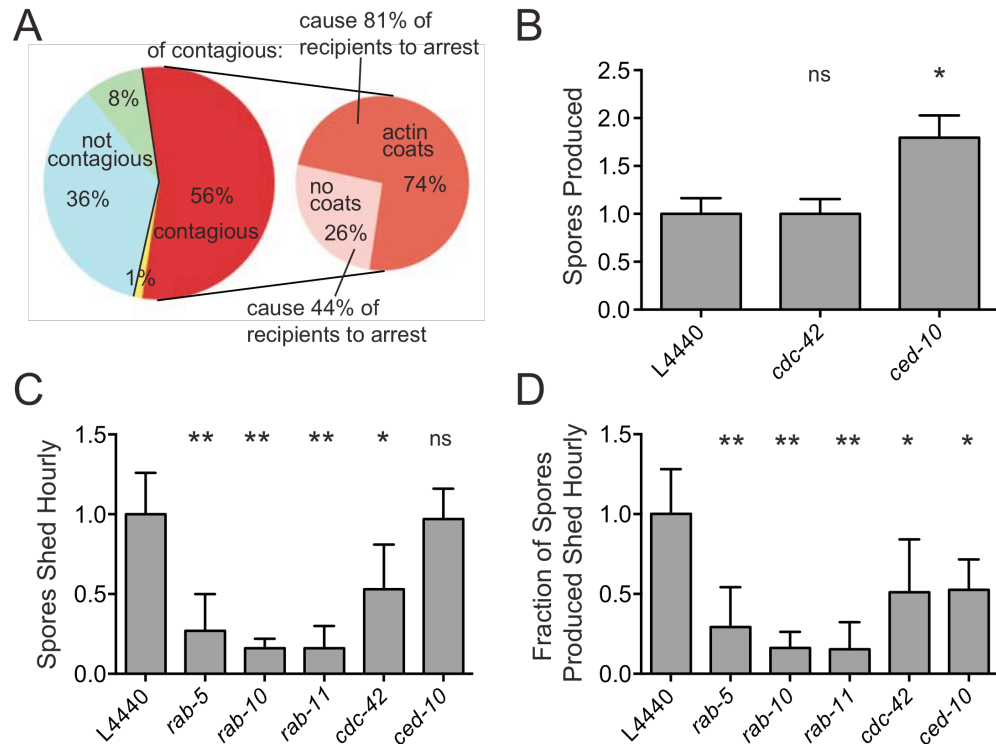 A
of contagious:
cause 81% of
recipients to arrest
8%
not
contagious
36%
56%
contagious
1%
actin
coats
74%
no
coats
26%
cause 44% of
recipients to arrest
B
Spores Produced
2.5
2.0
1.5
1.0
0.5
0.0
ns
*
L4440
cdc-42
ced-10
C
Spores Shed Hourly
1.5
1.0
0.5
0.0
**
**
**
*
ns
L4440
rab-5
rab-10
rab-11
cdc-42
ced-10
D
Fraction of Spores
Produced Shed Hourly
1.5
1.0
0.5
0.0
**
**
**
*
*
L4440
rab-5
rab-10
rab-11
cdc-42
ced-10